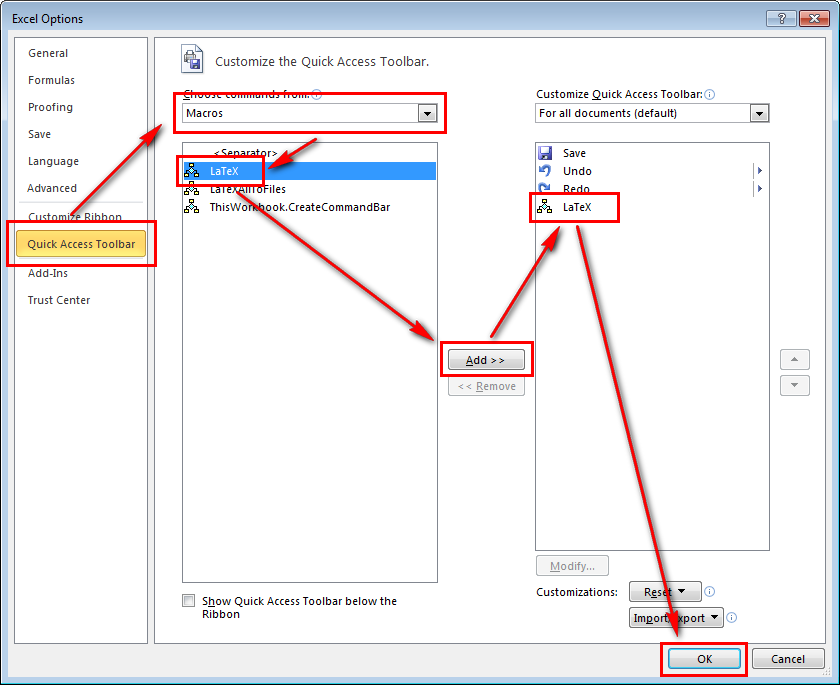 Excel Options
General
Formulas
Proofing
Save
Language
Advanced
Customize Ribbon
Quick Access Toolbar
Add-Ins
Trust Center
Customize the Quick Access Toolbar.
Choose commands from:
Macros
<Separator>
LaTeX
LaTeXAllToFiles
ThisWorkbook.CreateCommandBar
Show Quick Access Toolbar below the
Ribbon
Add >>
<< Remove
Customize Quick Access Toolbar:
For all documents (default)
Save
Undo
Redo
LaTeX
Modify...
Customizations:
Reset
Import/Export
OK
Cancel